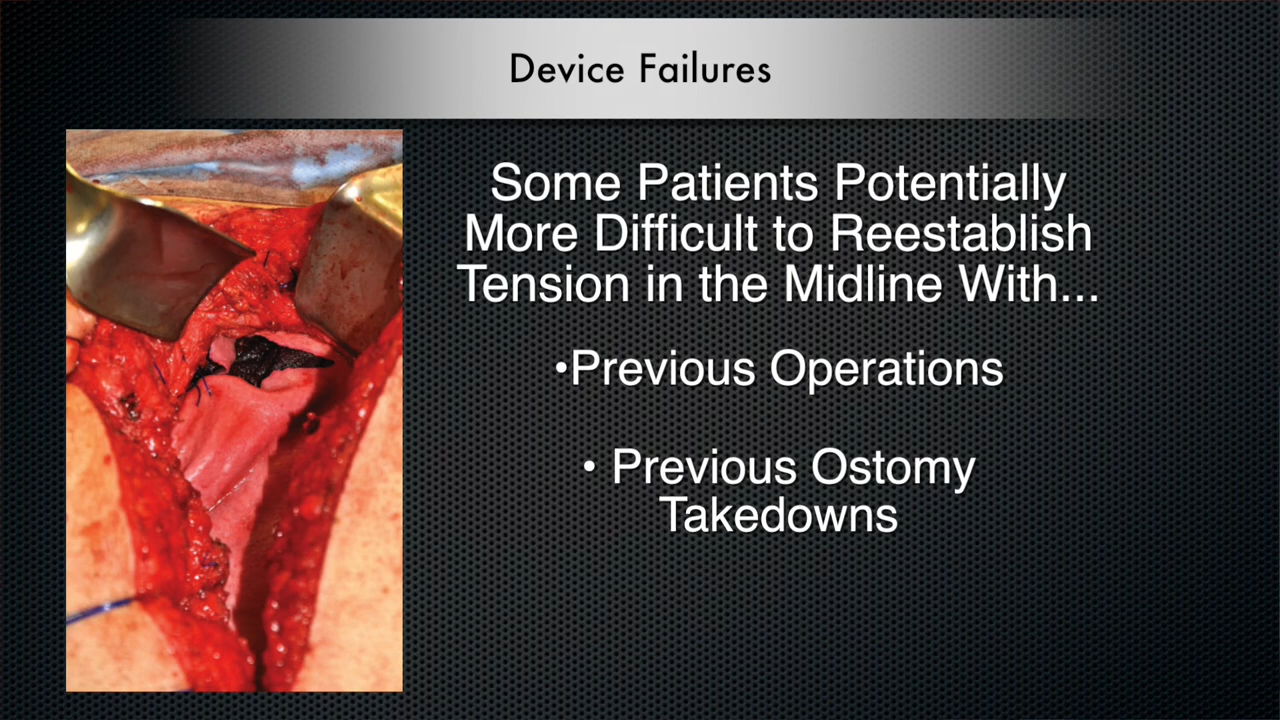 Device Failures
Some Patients Potentially
More Difficult to Reestablish
Tension in the Midline With...
•Previous Operations
• Previous Ostomy
Takedowns